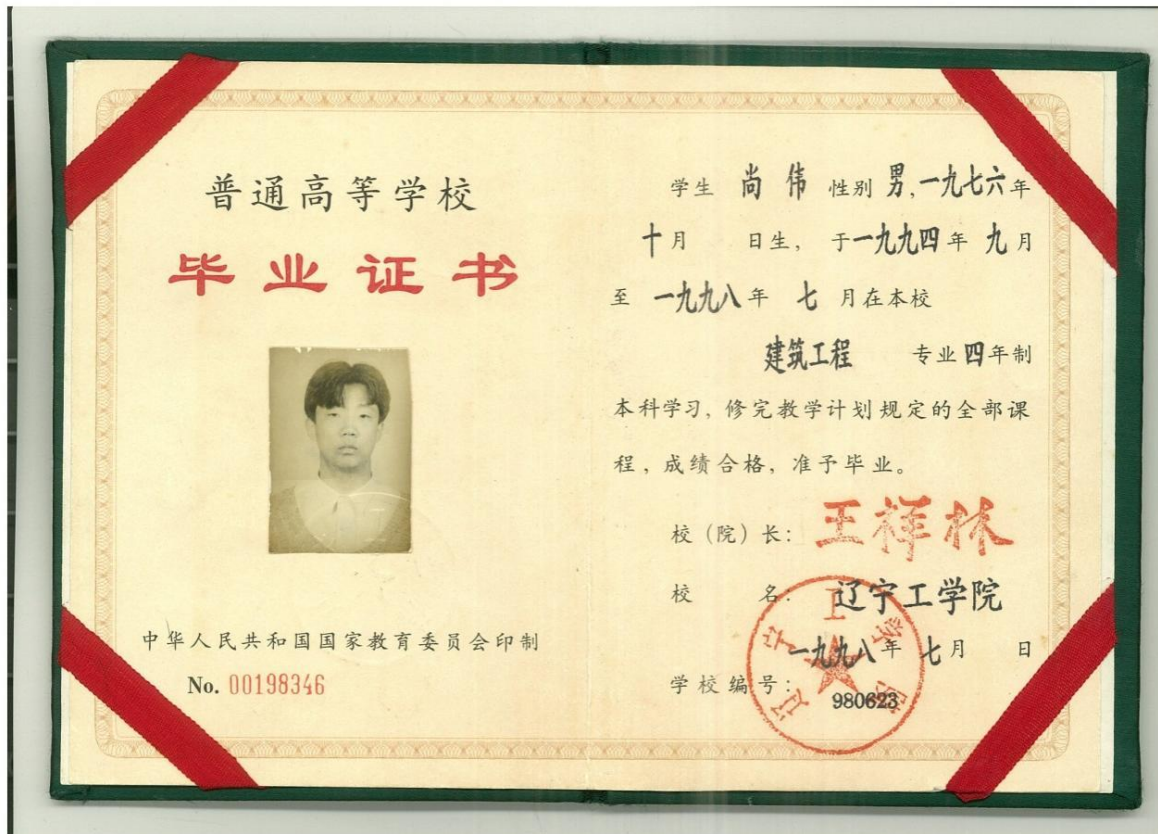 普通高等学校
毕业证书
中华人民共和国国家教育委员会印制
No. 00198346
学生 尚伟 性别 男,一九七六年
十月 日生, 于一九九四年 九月
至 一九九八年 七 月在本校
建筑工程 专业四年制
本科学习, 修完教学计划规定的全部课
程, 成绩合格, 准予毕业。
校(院)长: 王祥林
校 名: 辽宁工学院
一九九八年 七月 日
学校编号: 980623
辽宁工学院